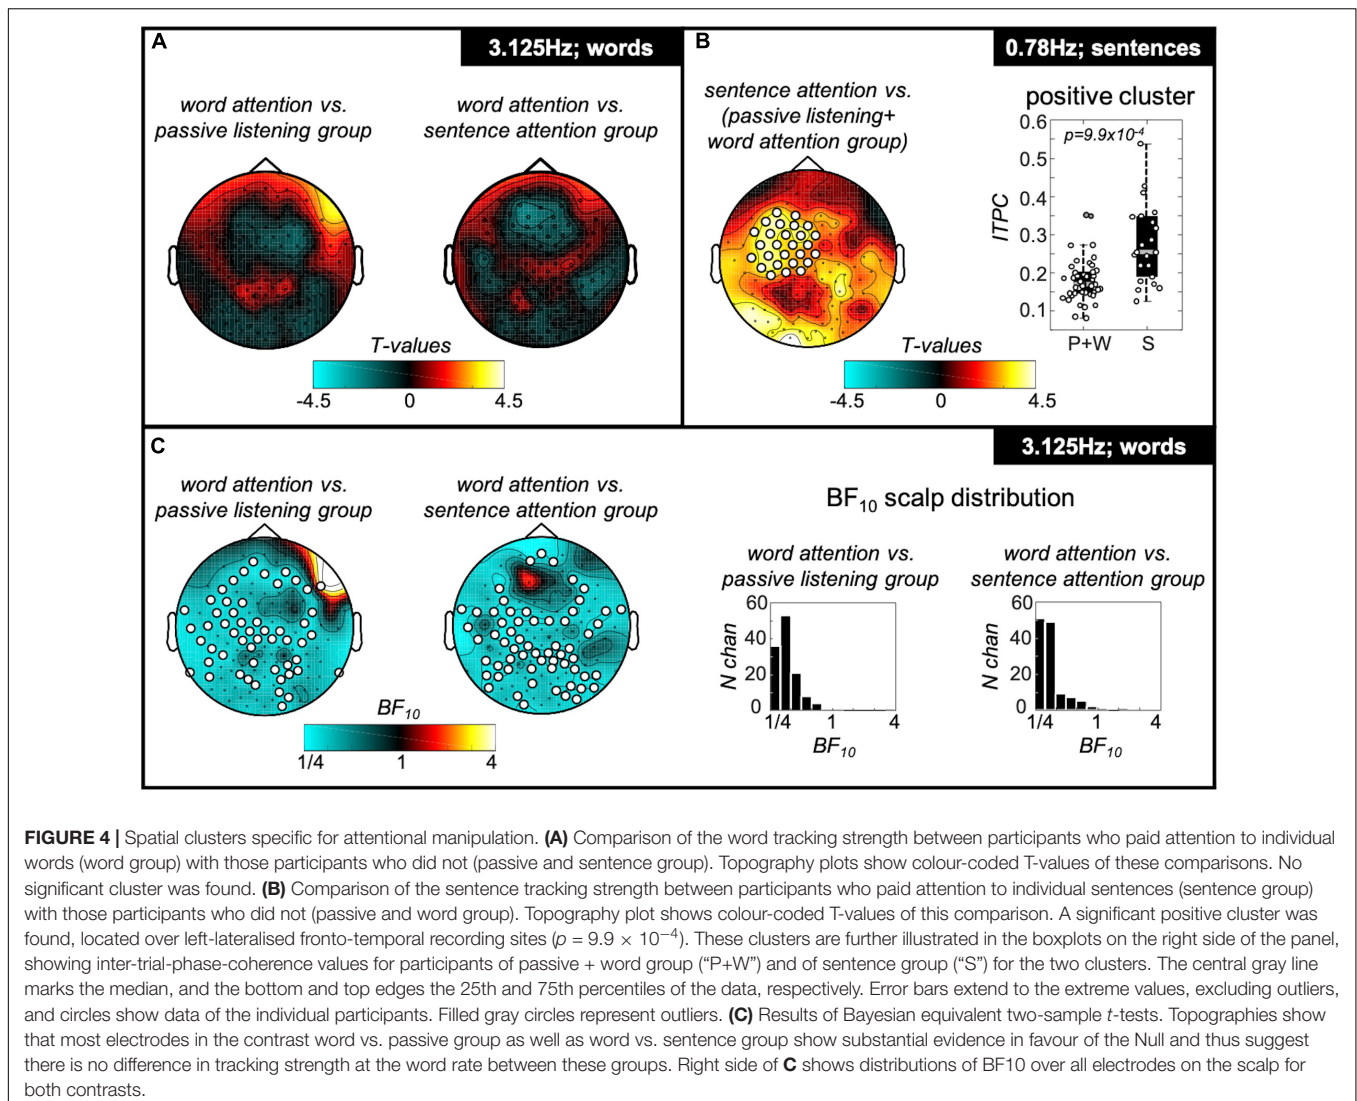 A
3.125Hz; words
word attention vs.
passive listening group
word attention vs.
sentence attention group
T-values
-4.5
0
4.5
B
0.78Hz; sentences
sentence attention vs.
(passive listening+
word attention group)
T-values
-4.5
0
4.5
positive cluster
p=9.9x10-4
ITPC
0.6
0.5
0.4
0.3
0.2
0.1
P+W
S
C
3.125Hz; words
word attention vs.
passive listening group
word attention vs.
sentence attention group
BF10
1/4
1
4
BF10 scalp distribution
word attention vs.
passive listening group
N chan
60
40
20
0
1/4
1
4
BF10
word attention vs.
sentence attention group
N chan
60
40
20
0
1/4
1
4
BF10
FIGURE 4 | Spatial clusters specific for attentional manipulation. (A) Comparison of the word tracking strength between participants who paid attention to individual
words (word group) with those participants who did not (passive and sentence group). Topography plots show colour-coded T-values of these comparisons. No
significant cluster was found. (B) Comparison of the sentence tracking strength between participants who paid attention to individual sentences (sentence group)
with those participants who did not (passive and word group). Topography plot shows colour-coded T-values of this comparison. A significant positive cluster was
found, located over left-lateralised fronto-temporal recording sites (p = 9.9 × 10−4). These clusters are further illustrated in the boxplots on the right side of the panel,
showing inter-trial-phase-coherence values for participants of passive + word group (“P+W”) and of sentence group (“S”) for the two clusters. The central gray line
marks the median, and the bottom and top edges the 25th and 75th percentiles of the data, respectively. Error bars extend to the extreme values, excluding outliers,
and circles show data of the individual participants. Filled gray circles represent outliers. (C) Results of Bayesian equivalent two-sample t-tests. Topographies show
that most electrodes in the contrast word vs. passive group as well as word vs. sentence group show substantial evidence in favour of the Null and thus suggest
there is no difference in tracking strength at the word rate between these groups. Right side of C shows distributions of BF10 over all electrodes on the scalp for
both contrasts.